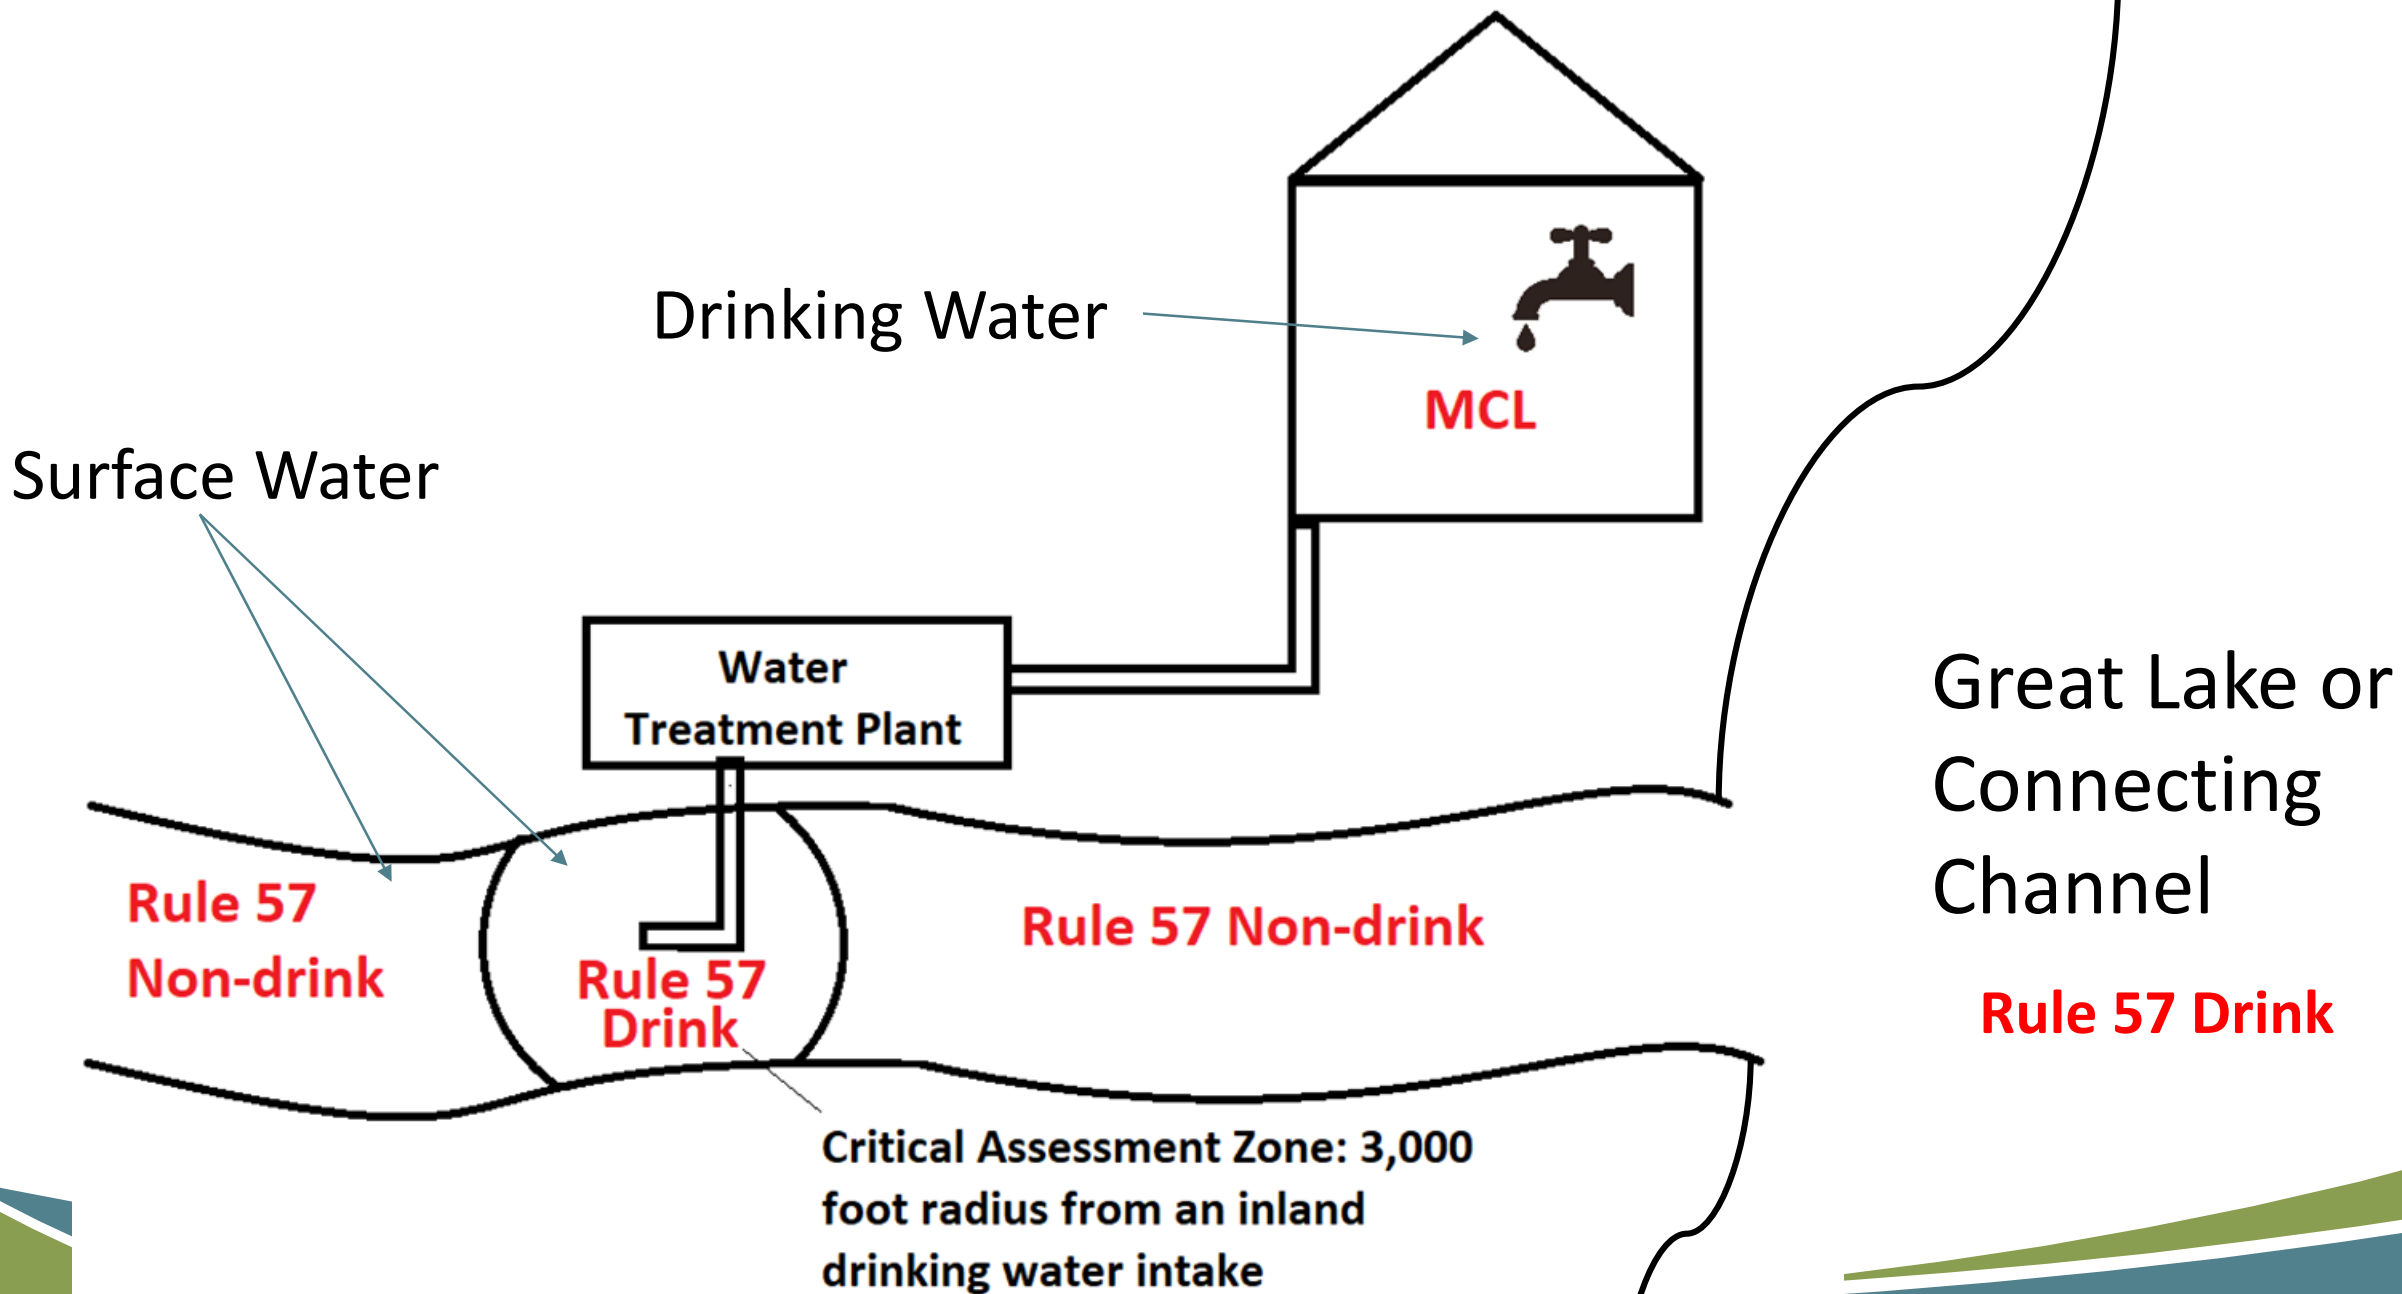 Drinking Water
MCL
Surface Water
Water
Treatment Plant
Great Lake or
Connecting
Channel
Rule 57
Non-drink
Rule 57
Drink
Rule 57 Non-drink
Rule 57 Drink
Critical Assessment Zone: 3,000
foot radius from an inland
drinking water intake